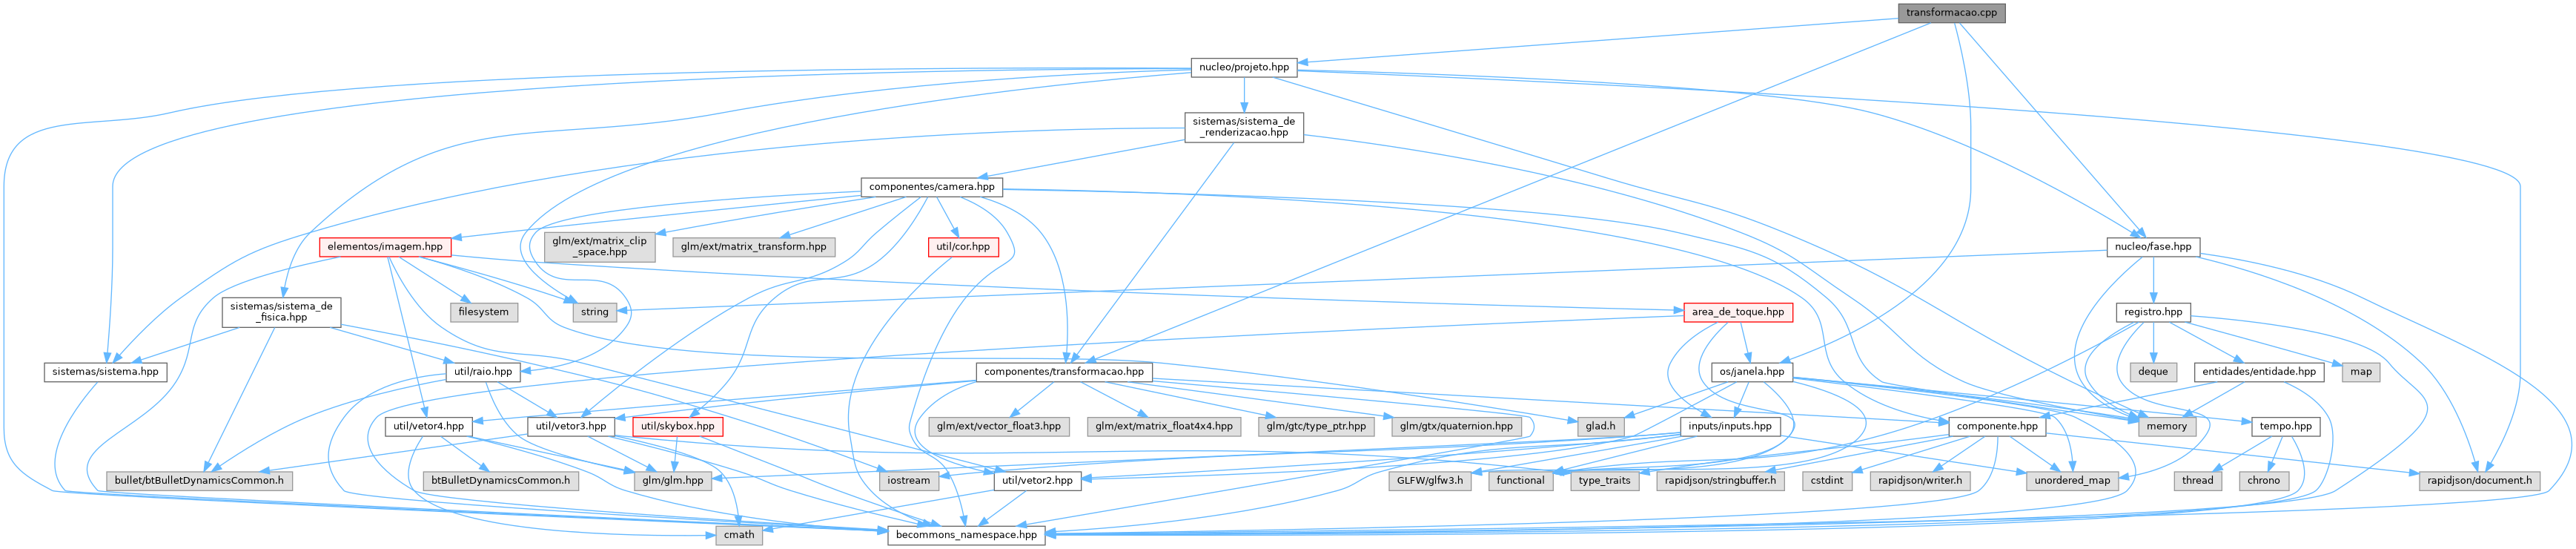 transformacao.cpp
nucleo/projeto.hpp
sistemas/sistema_de
_renderizacao.hpp
componentes/camera.hpp
elementos/imagem.hpp
glm/ext/matrix_clip
_space.hpp
glm/ext/matrix_transform.hpp
util/cor.hpp
nucleo/fase.hpp
sistemas/sistema_de
_fisica.hpp
filesystem
string
area_de_toque.hpp
registro.hpp
sistemas/sistema.hpp
util/raio.hpp
componentes/transformacao.hpp
os/janela.hpp
deque
entidades/entidade.hpp
map
util/vetor4.hpp
util/vetor3.hpp
util/skybox.hpp
glm/ext/vector_float3.hpp
glm/ext/matrix_float4x4.hpp
glm/gtc/type_ptr.hpp
glm/gtx/quaternion.hpp
glad.h
inputs/inputs.hpp
componente.hpp
memory
tempo.hpp
bullet/btBulletDynamicsCommon.h
btBulletDynamicsCommon.h
glm/glm.hpp
iostream
util/vetor2.hpp
GLFW/glfw3.h
functional
type_traits
rapidjson/stringbuffer.h
cstdint
rapidjson/writer.h
unordered_map
thread
chrono
rapidjson/document.h
cmath
becommons_namespace.hpp